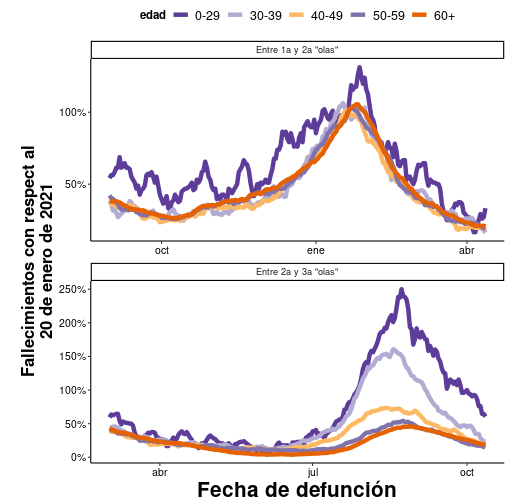 edad 0-29 30-39 40-49 50-59 60+
Entre 1a y 2a "olas"
100%
50%
oct ene abr
Entre 2a y 3a "olas"
250%
200%
150%
100%
50%
0%
abr jul oct
Fallecimientos con respect al
20 de enero de 2021
Fecha de defunción